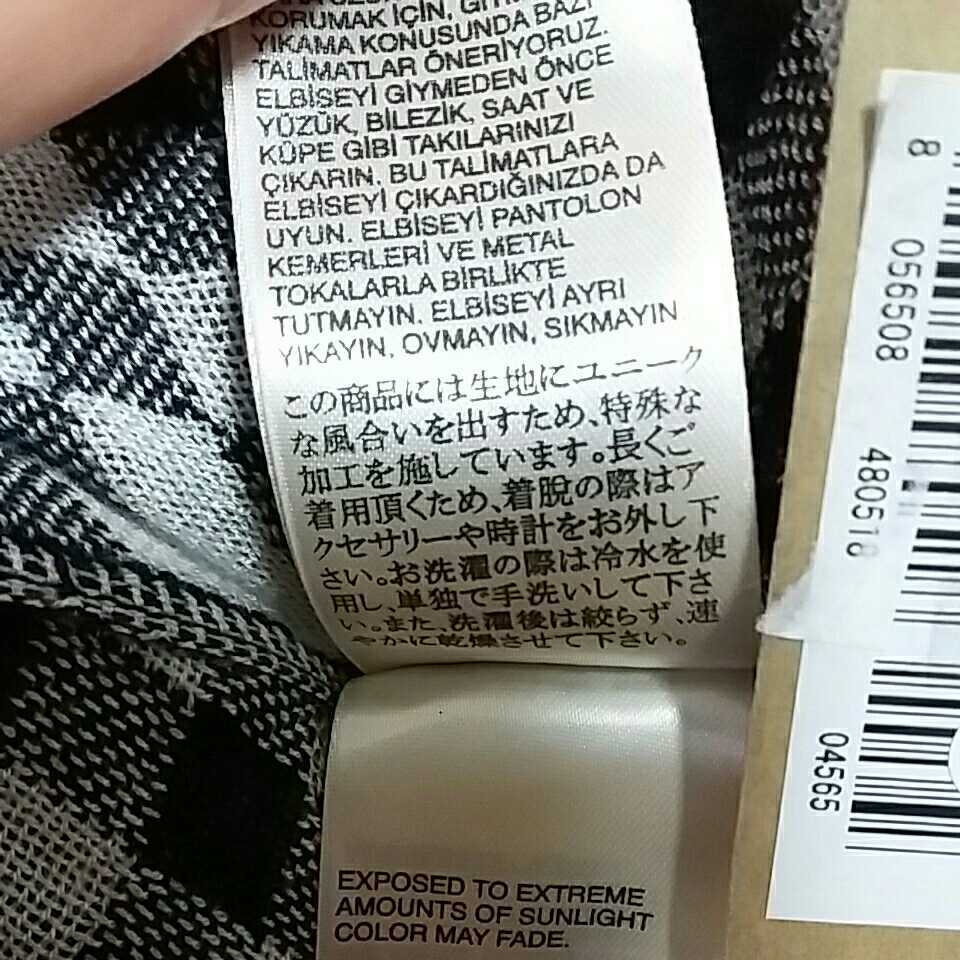 KORUMAK İÇİN, GİY
YIKAMA KONUSUNDA BAZI
TALİMATLAR ÖNERİYORUZ.
ELBİSEYİ GİYMEDEN ÖNCE
YÜZÜK, BİLEZİK, SAAT VE
KÜPE GİBİ TAKILARINIZI
ÇIKARIN. BU TALİMATLARA
ELBİSEYİ ÇIKARDIĞINIZDA DA
UYUN. ELBİSEYİ PANTOLON
KEMERLERİ VE METAL
TOKALARLA BİRLİKTE
TUTMAYIN. ELBİSEYİ AYRI
YIKAYIN, OVMAYIN, SIKMAYIN
この商品には生地にユニーク
な風合いを出すため、特殊な
加工を施しています。長くご
着用頂くため、着脱の際はア
クセサリーや時計をお外し下
さい。お洗濯の際は冷水を使
用し、単独で手洗いして下さ
い。また、洗濯後は絞らず、速
やかに乾燥させて下さい。
EXPOSED TO EXTREME
AMOUNTS OF SUNLIGHT
COLOR MAY FADE.
8
056508
480518
04565